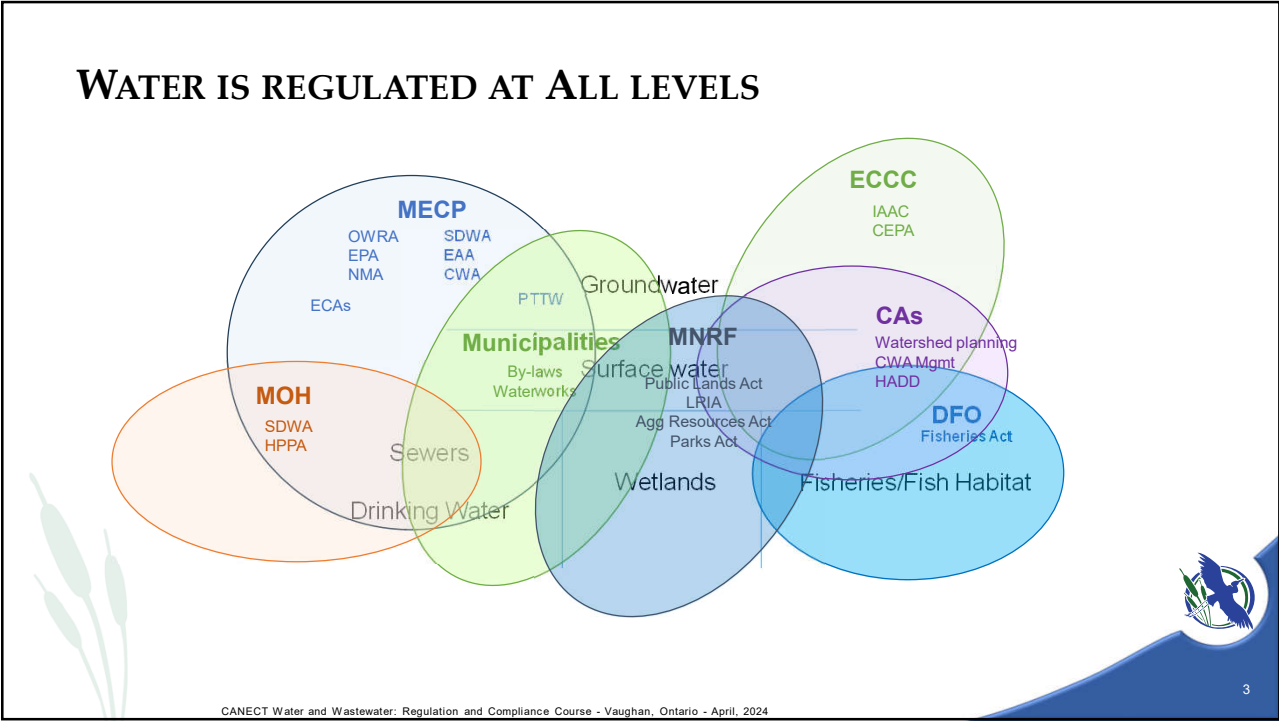 WATER IS REGULATED AT ALL LEVELS
MECP
OWRA
EPA
NMA
SDWA
EAA
CWA
ECAs
PTTW
Groundwater
ECCC
IAAC
CEPA
Municipalities
By-laws
Waterworks
MNRF
Surface water
Public Lands Act
LRIA
Agg Resources Act
Parks Act
CAs
Watershed planning
CWA Mgmt
HADD
MOH
SDWA
HPPA
Sewers
Drinking Water
Wetlands
DFO
Fisheries Act
Fisheries/Fish Habitat
3
CANECT Water and Wastewater: Regulation and Compliance Course - Vaughan, Ontario - April, 2024